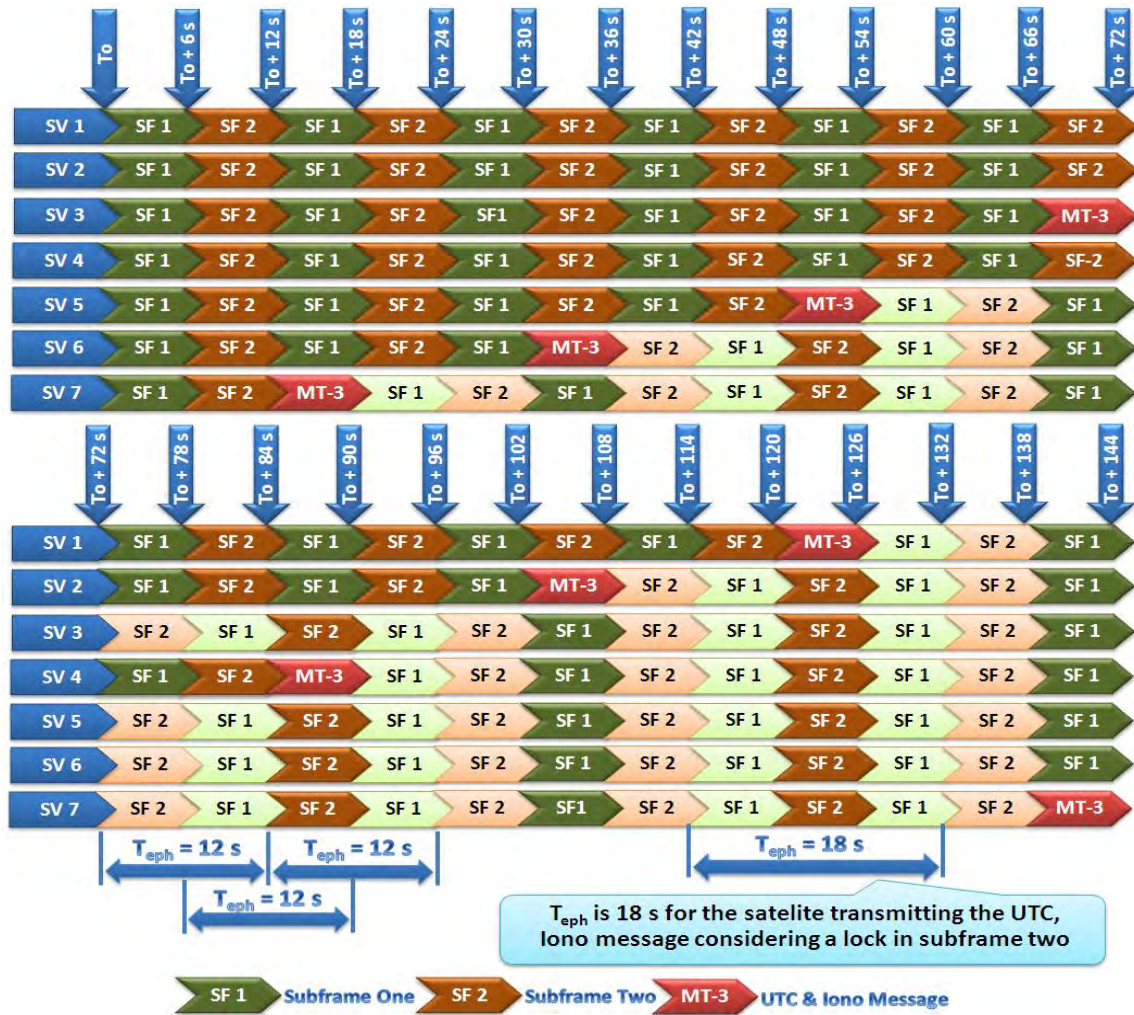 To To + 6 s To + 12 s To + 18 s To + 24 s To + 30 s To + 36 s To + 42 s To + 48 s To + 54 s To + 60 s To + 66 s To + 72 s
SV 1 SF 1 SF 2 SF 1 SF 2 SF 1 SF 2 SF 1 SF 2 SF 1 SF 2 SF 1 SF 2
SV 2 SF 1 SF 2 SF 1 SF 2 SF 1 SF 2 SF 1 SF 2 SF 1 SF 2 SF 1 SF 2
SV 3 SF 1 SF 2 SF 1 SF 2 SF1 SF 2 SF 1 SF 2 SF 1 SF 2 SF 1 MT-3
SV 4 SF 1 SF 2 SF 1 SF 2 SF 1 SF 2 SF 1 SF 2 SF 1 SF 2 SF 1 SF-2
SV 5 SF 1 SF 2 SF 1 SF 2 SF 1 SF 2 SF 1 SF 2 MT-3 SF 1 SF 2 SF 1
SV 6 SF 1 SF 2 SF 1 SF 2 SF 1 MT-3 SF 2 SF 1 SF 2 SF 1 SF 2 SF 1
SV 7 SF 1 SF 2 MT-3 SF 1 SF 2 SF 1 SF 2 SF 1 SF 2 SF 1 SF 2 SF 1
To + 72 s To + 78 s To + 84 s To + 90 s To + 96 s To + 102 To + 108 To + 114 To + 120 To + 126 To + 132 To + 138 To + 144
SV 1 SF 1 SF 2 SF 1 SF 2 SF 1 SF 2 SF 1 SF 2 MT-3 SF 1 SF 2 SF 1
SV 2 SF 1 SF 2 SF 1 SF 2 SF 1 MT-3 SF 2 SF 1 SF 2 SF 1 SF 2 SF 1
SV 3 SF 2 SF 1 SF 2 SF 1 SF 2 SF 1 SF 2 SF 1 SF 2 SF 1 SF 2 SF 1
SV 4 SF 1 SF 2 MT-3 SF 1 SF 2 SF 1 SF 2 SF 1 SF 2 SF 1 SF 2 SF 1
SV 5 SF 2 SF 1 SF 2 SF 1 SF 2 SF 1 SF 2 SF 1 SF 2 SF 1 SF 2 SF 1
SV 6 SF 2 SF 1 SF 2 SF 1 SF 2 SF 1 SF 2 SF 1 SF 2 SF 1 SF 2 SF 1
SV 7 SF 2 SF 1 SF 2 SF 1 SF 2 SF1 SF 2 SF 1 SF 2 SF 1 SF 2 MT-3
Teph = 12 s Teph = 12 s Teph = 18 s
Teph = 12 s
Teph is 18 s for the satelite transmitting the UTC,
Iono message considering a lock in subframe two
SF 1 Subframe One SF 2 Subframe Two MT-3 UTC & Iono Message